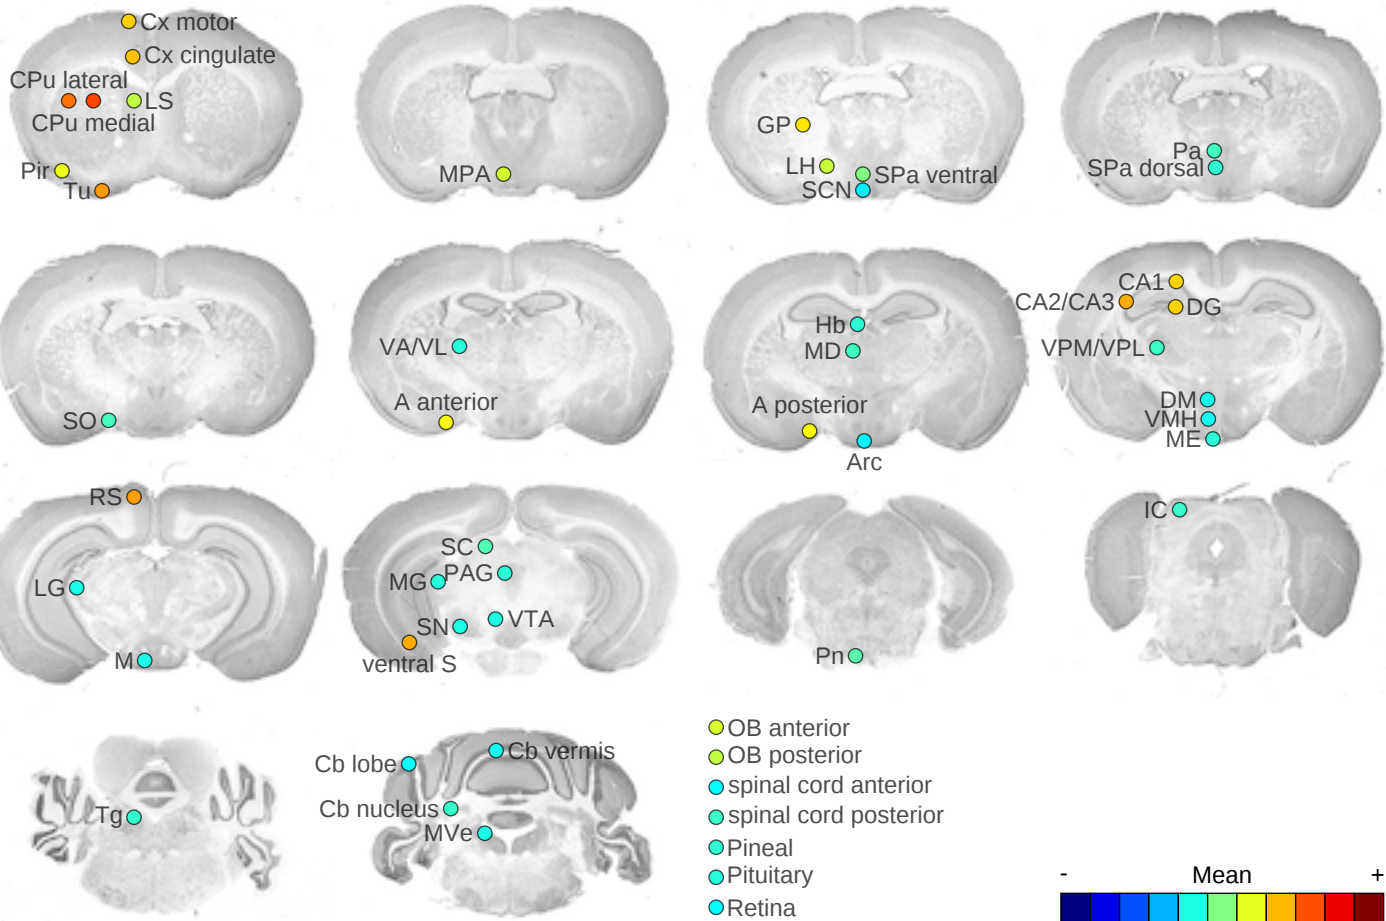 Cx motor
Cx cingulate
CPu lateral
LS
CPu medial
Pir
Tu
MPA
GP
LH
SPa ventral
SCN
Pa
SPa dorsal
SO
VA/VL
A anterior
Hb
MD
A posterior
Arc
CA1
CA2/CA3
DG
VPM/VPL
DM
VMH
ME
RS
LG
M
SC
PAG
MG
VTA
SN
ventral S
Pn
IC
Tg
Cb vermis
Cb lobe
Cb nucleus
MVe
OB anterior
OB posterior
spinal cord anterior
spinal cord posterior
Pineal
Pituitary
Retina
- Mean +